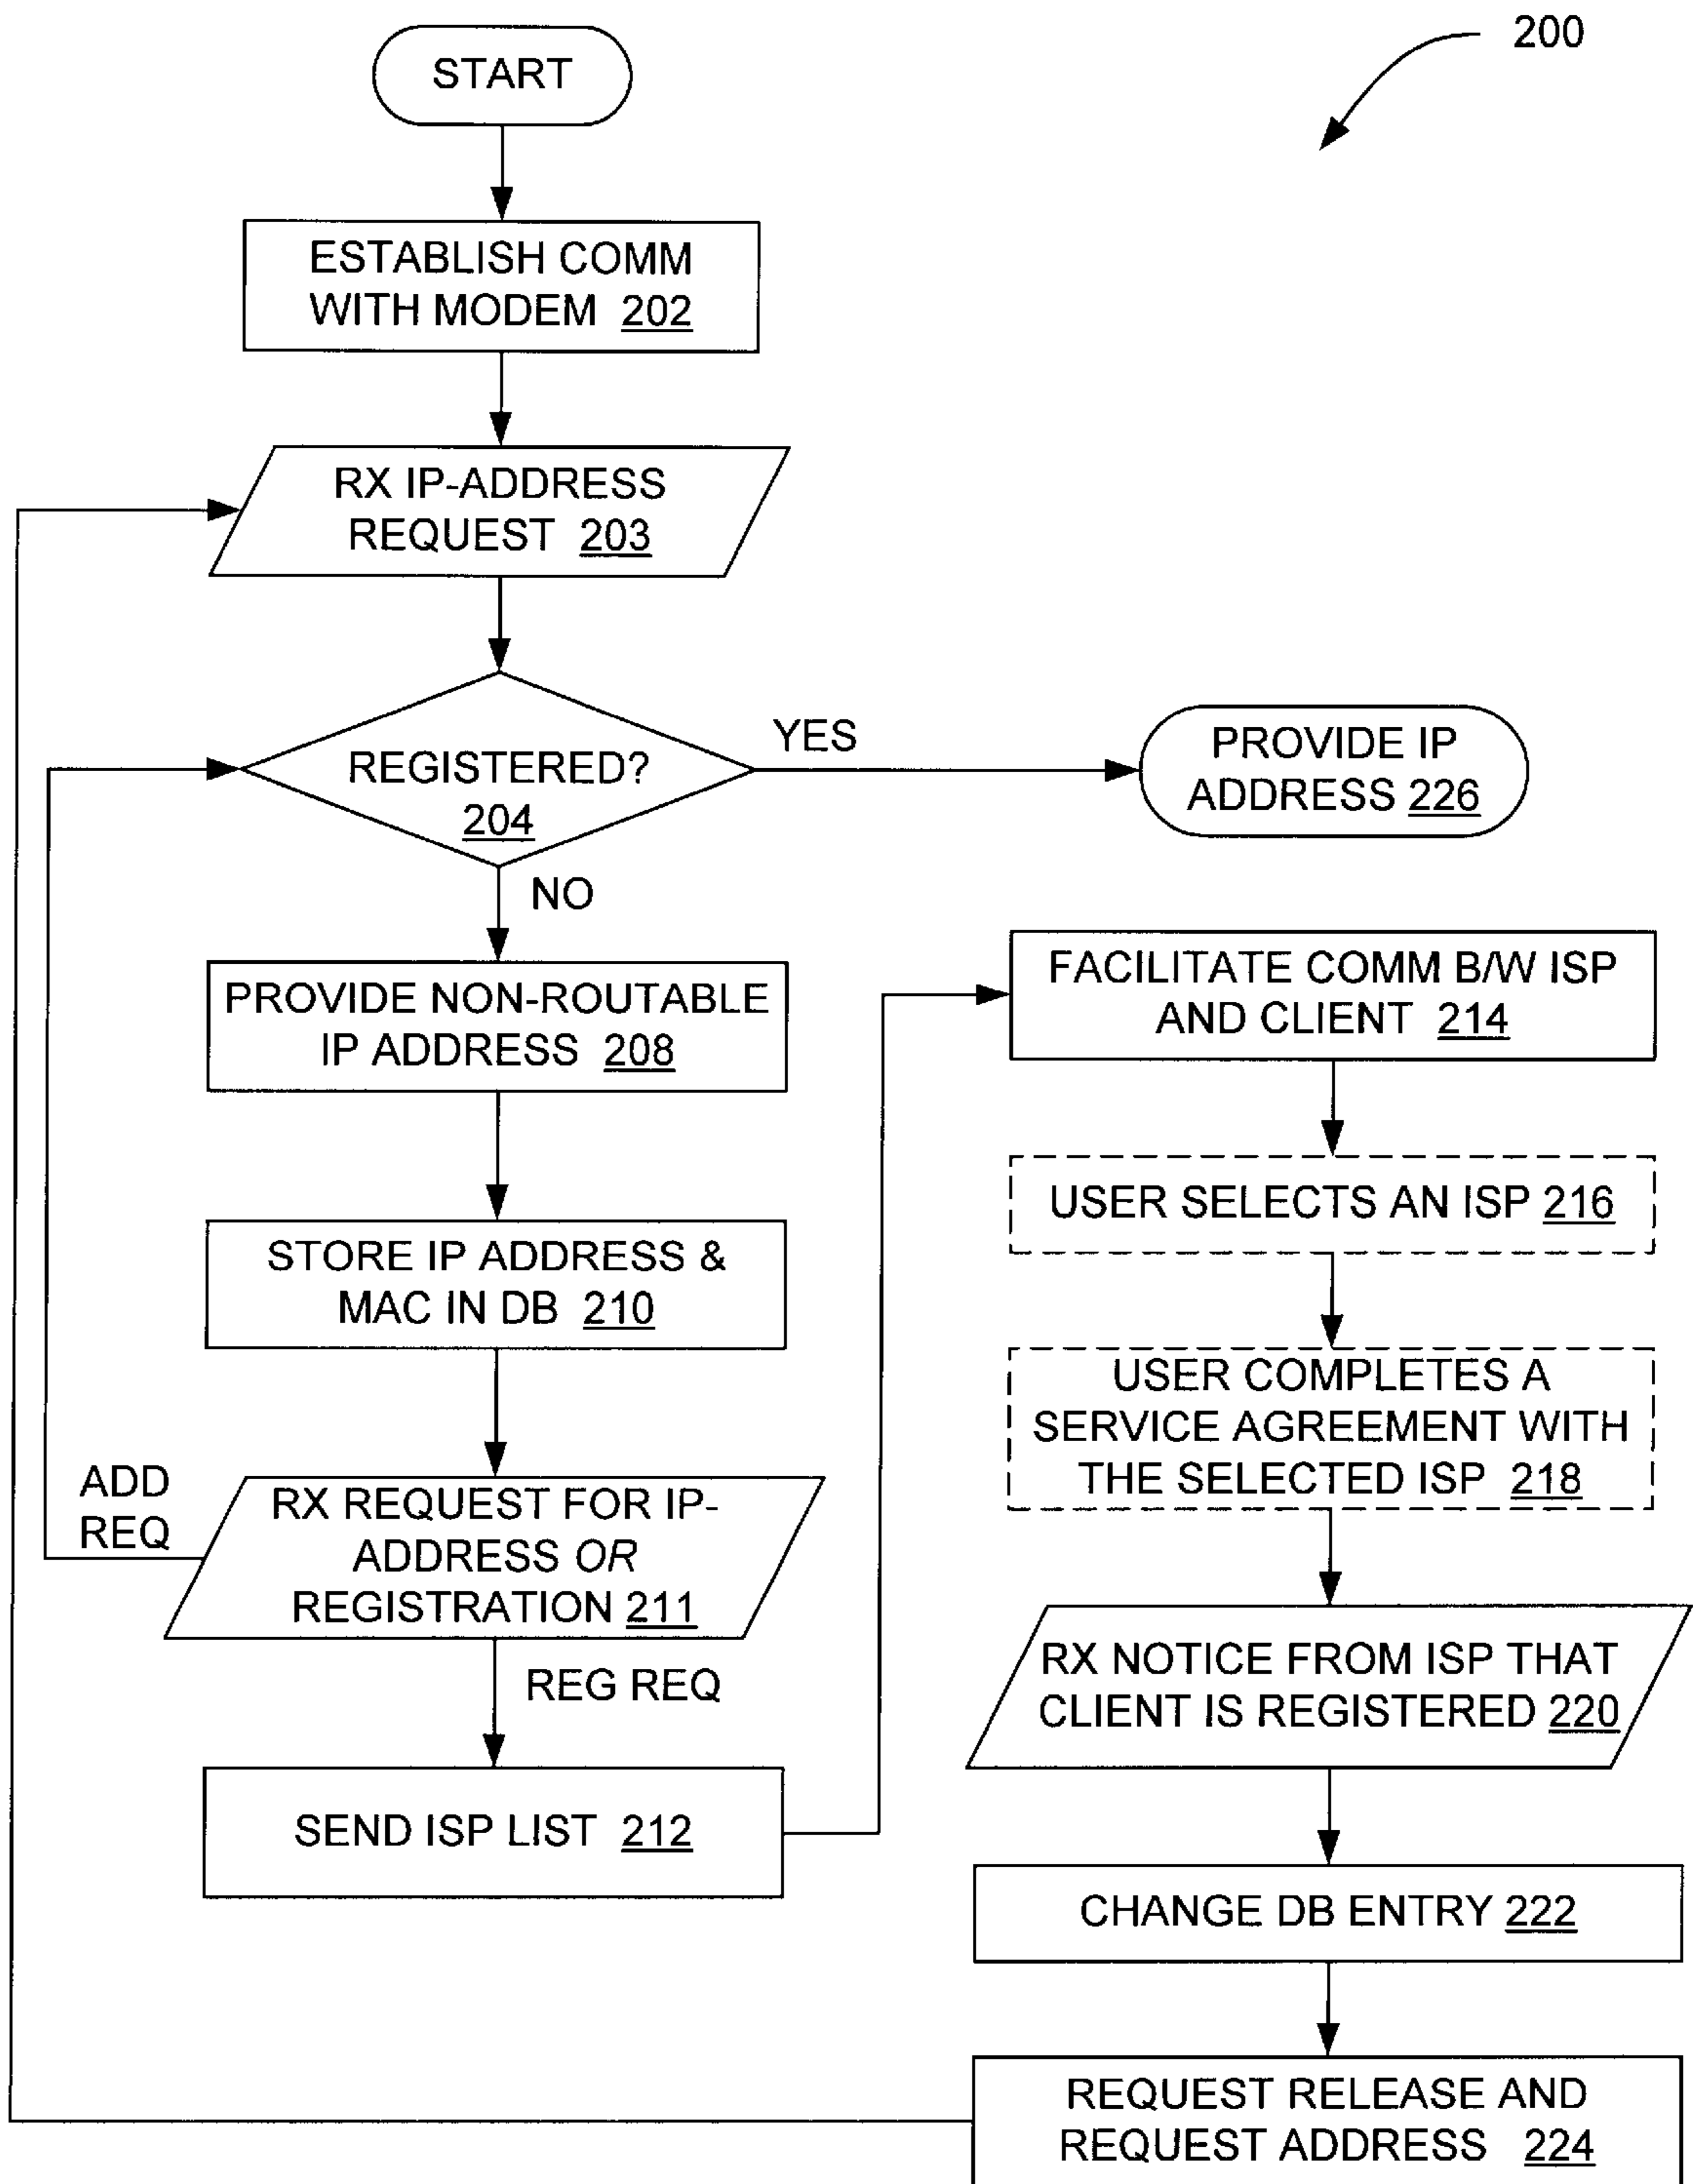 200
START
ESTABLISH COMM
WITH MODEM 202
RX IP-ADDRESS
REQUEST 203
REGISTERED?
204
YES
PROVIDE IP
ADDRESS 226
NO
PROVIDE NON-ROUTABLE
IP ADDRESS 208
STORE IP ADDRESS &
MAC IN DB 210
ADD
REQ
RX REQUEST FOR IP-
ADDRESS OR
REGISTRATION 211
REG REQ
SEND ISP LIST 212
FACILITATE COMM B/W ISP
AND CLIENT 214
USER SELECTS AN ISP 216
USER COMPLETES A
SERVICE AGREEMENT WITH
THE SELECTED ISP 218
RX NOTICE FROM ISP THAT
CLIENT IS REGISTERED 220
CHANGE DB ENTRY 222
REQUEST RELEASE AND
REQUEST ADDRESS 224